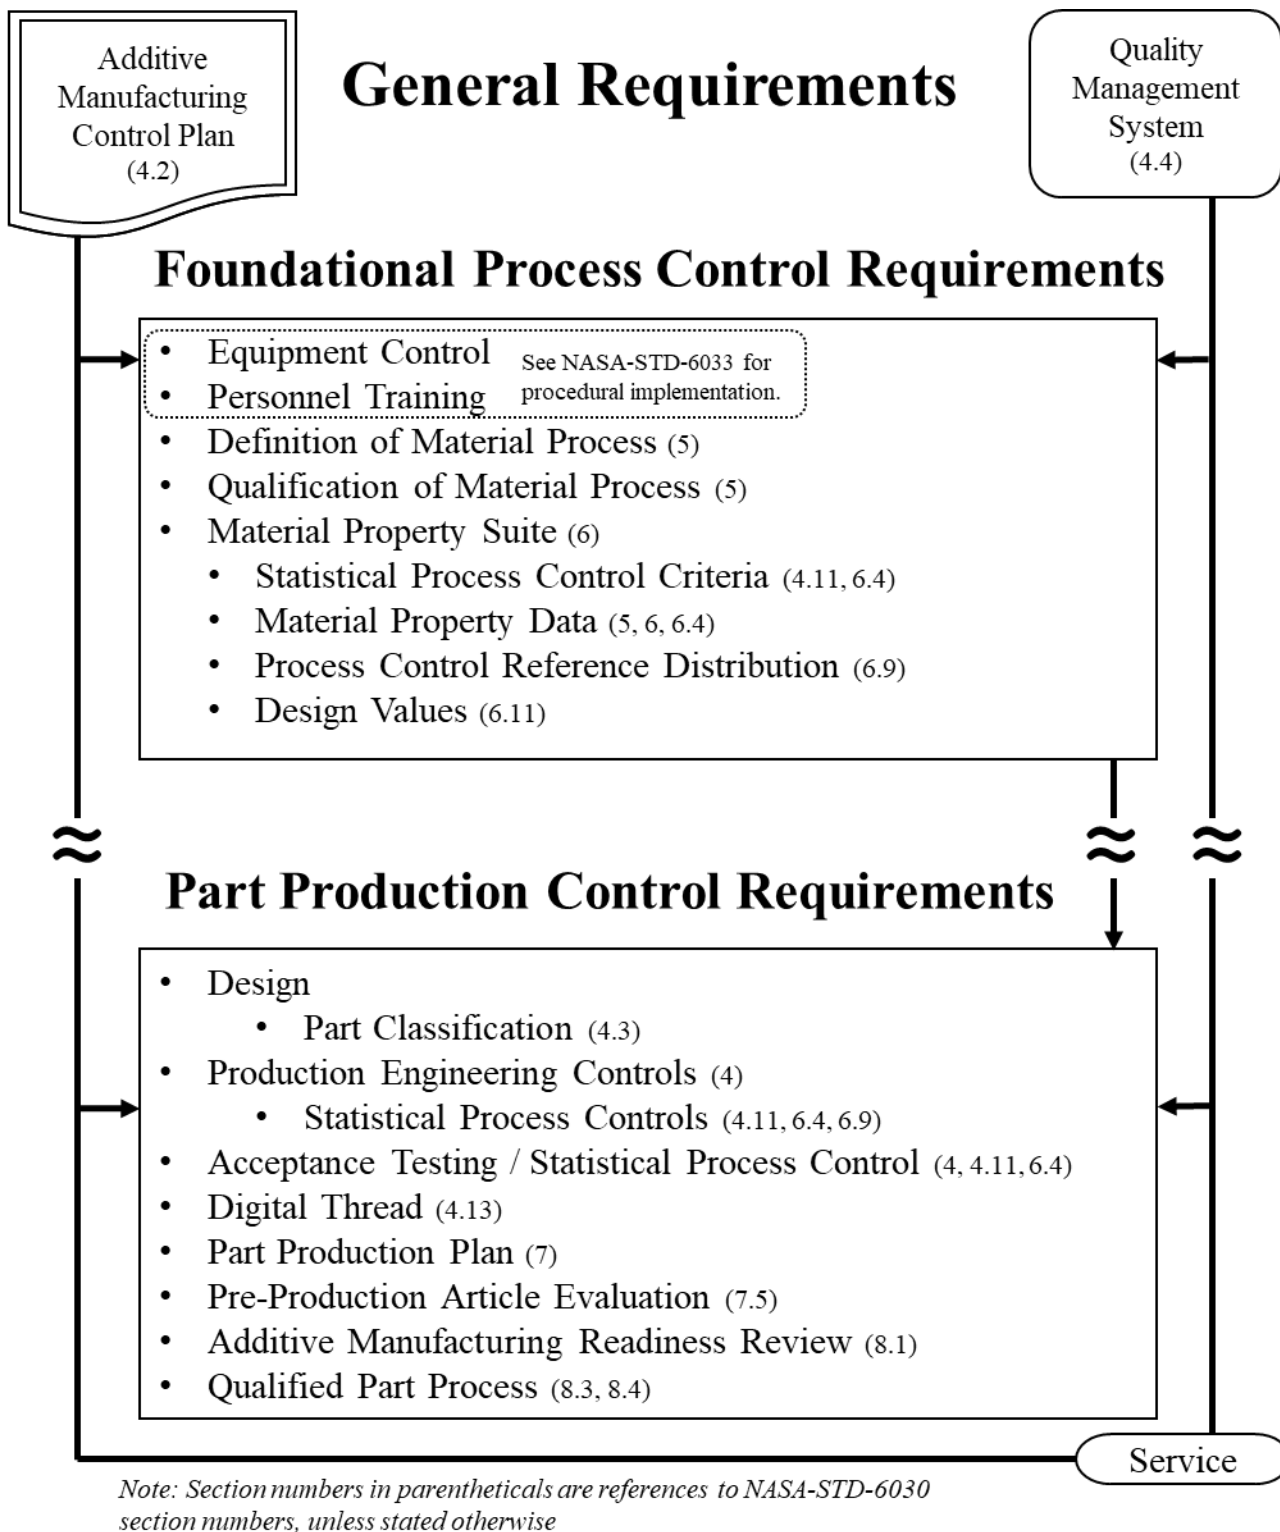 Additive
Manufacturing
Control Plan
(4.2)
General Requirements
Quality
Management
System
(4.4)
Foundational Process Control Requirements
• Equipment Control
• Personnel Training
See NASA-STD-6033 for
procedural implementation.
• Definition of Material Process (5)
• Qualification of Material Process (5)
• Material Property Suite (6)
• Statistical Process Control Criteria (4.11, 6.4)
• Material Property Data (5, 6, 6.4)
• Process Control Reference Distribution (6.9)
• Design Values (6.11)
Part Production Control Requirements
• Design
• Part Classification (4.3)
• Production Engineering Controls (4)
• Statistical Process Controls (4.11, 6.4, 6.9)
• Acceptance Testing / Statistical Process Control (4, 4.11, 6.4)
• Digital Thread (4.13)
• Part Production Plan (7)
• Pre-Production Article Evaluation (7.5)
• Additive Manufacturing Readiness Review (8.1)
• Qualified Part Process (8.3, 8.4)
Service
Note: Section numbers in parentheticals are references to NASA-STD-6030
section numbers, unless stated otherwise